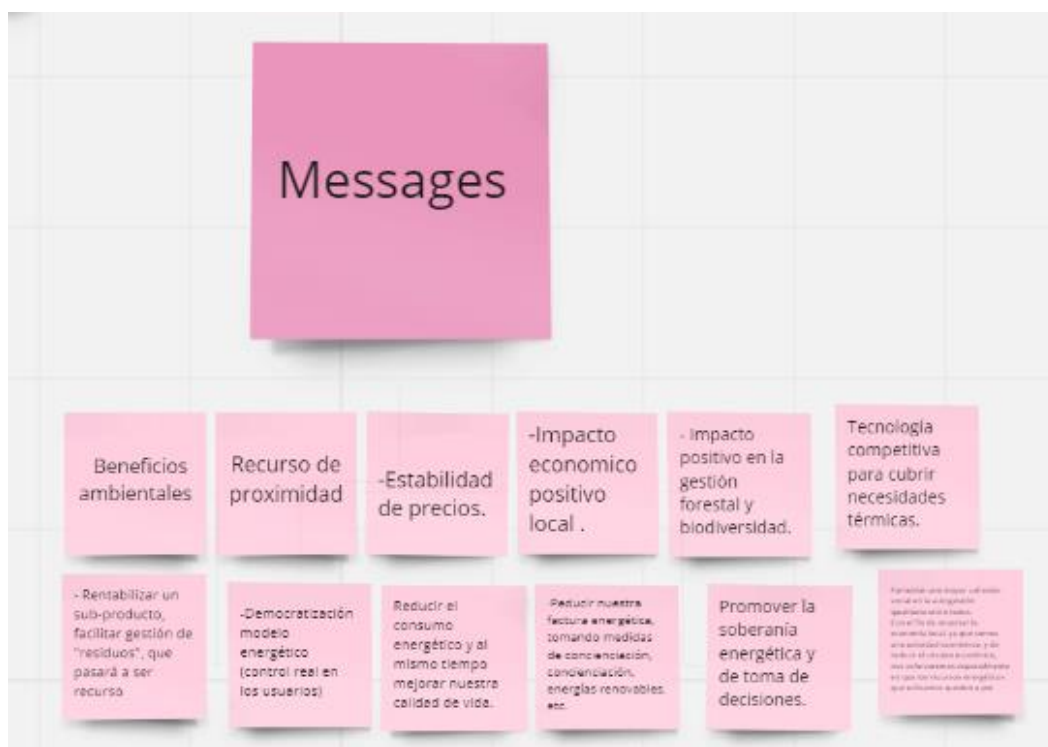 Messages
Beneficios
ambientales
Recurso de
proximidad
-Estabilidad
de precios.
-Impacto
economico
positivo
local .
- Impacto
positivo en la
gestión
forestal y
biodiversidad.
Tecnología
competitiva
para cubrir
necesidades
térmicas.
- Rentabilizar un
sub-producto,
facilitar gestión de
"residuos", que
pasará a ser
recurso
-Democratización
modelo
energético
(control real en
los usuarios)
Reducir el
consumo
energético y al
mismo tiempo
mejorar nuestra
calidad de vida.
-Reducir nuestra
factura energética,
tomando medidas
de concienciación,
concienciación,
energías renovables.
etc.
Promover la
soberanía
energética y
de toma de
decisiones.